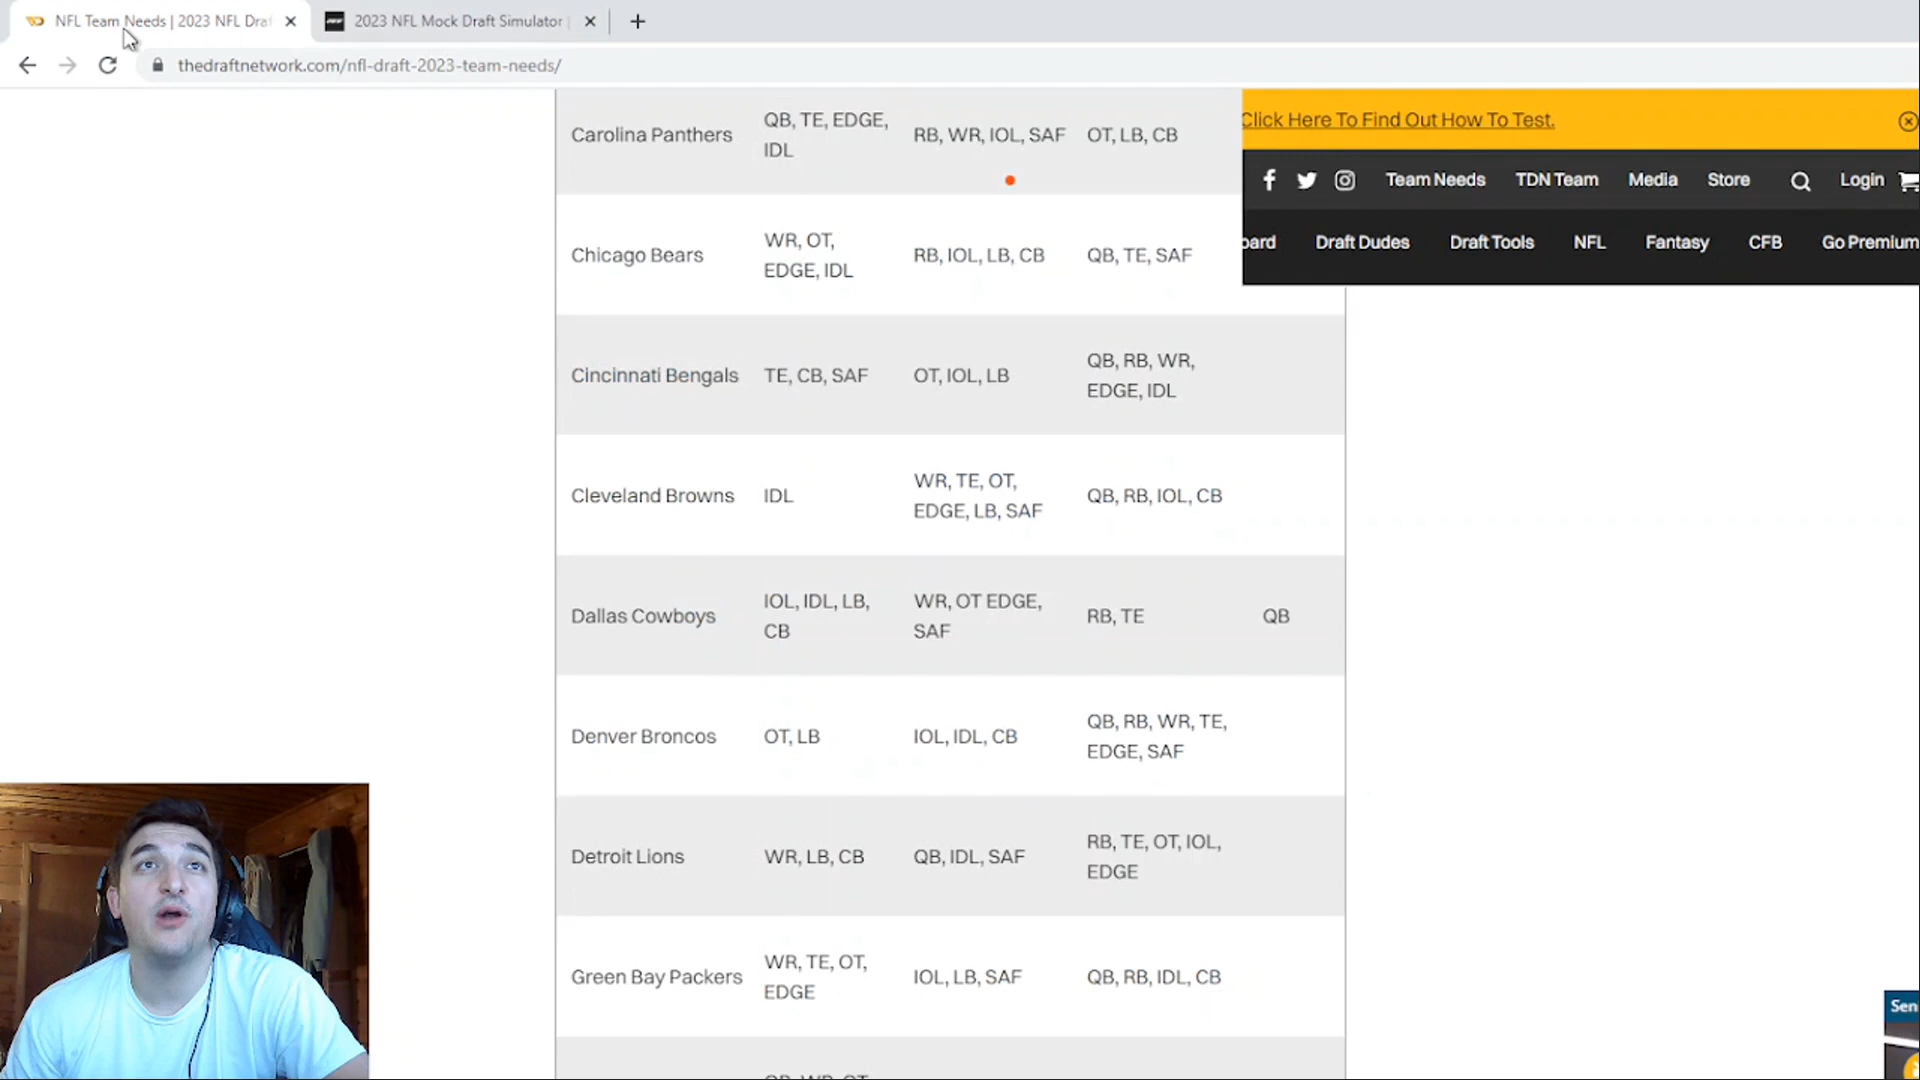 NFL Team Needs | 2023 NFL Draf
2023 NFL Mock Draft Simulator |
thedraftnetwork.com/nfl-draft-2023-team-needs/
Click Here To Find Out How To Test.
Team Needs TDN Team Media Store Login
oard Draft Dudes Draft Tools NFL Fantasy CFB Go Premium
Carolina Panthers QB, TE, EDGE, RB, WR, IOL, SAF OT, LB, CB
IDL
Chicago Bears WR, OT, RB, IOL, LB, CB QB, TE, SAF
EDGE, IDL
Cincinnati Bengals TE, CB, SAF OT, IOL, LB QB, RB, WR,
EDGE, IDL
Cleveland Browns IDL WR, TE, OT, QB, RB, IOL, CB
EDGE, LB, SAF
Dallas Cowboys IOL, IDL, LB, WR, OT EDGE, RB, TE QB
CB SAF
Denver Broncos OT, LB IOL, IDL, CB QB, RB, WR, TE,
EDGE, SAF
Detroit Lions WR, LB, CB QB, IDL, SAF RB, TE, OT, IOL,
EDGE
Green Bay Packers WR, TE, OT, IOL, LB, SAF QB, RB, IDL, CB
EDGE
QB, WR, OT
Sen